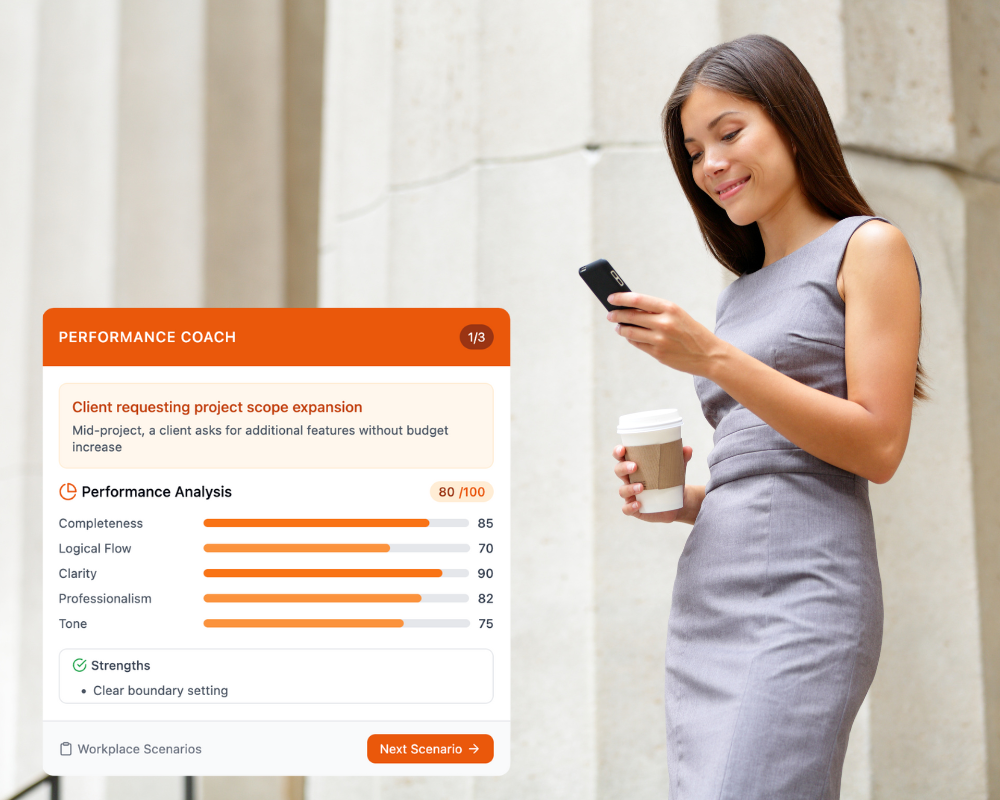 PERFORMANCE COACH
1/3
Client requesting project scope expansion
Mid-project, a client asks for additional features without budget
increase
Performance Analysis
80 /100
Completeness 85
Logical Flow 70
Clarity 90
Professionalism 82
Tone 75
Strengths
• Clear boundary setting
Workplace Scenarios
Next Scenario →